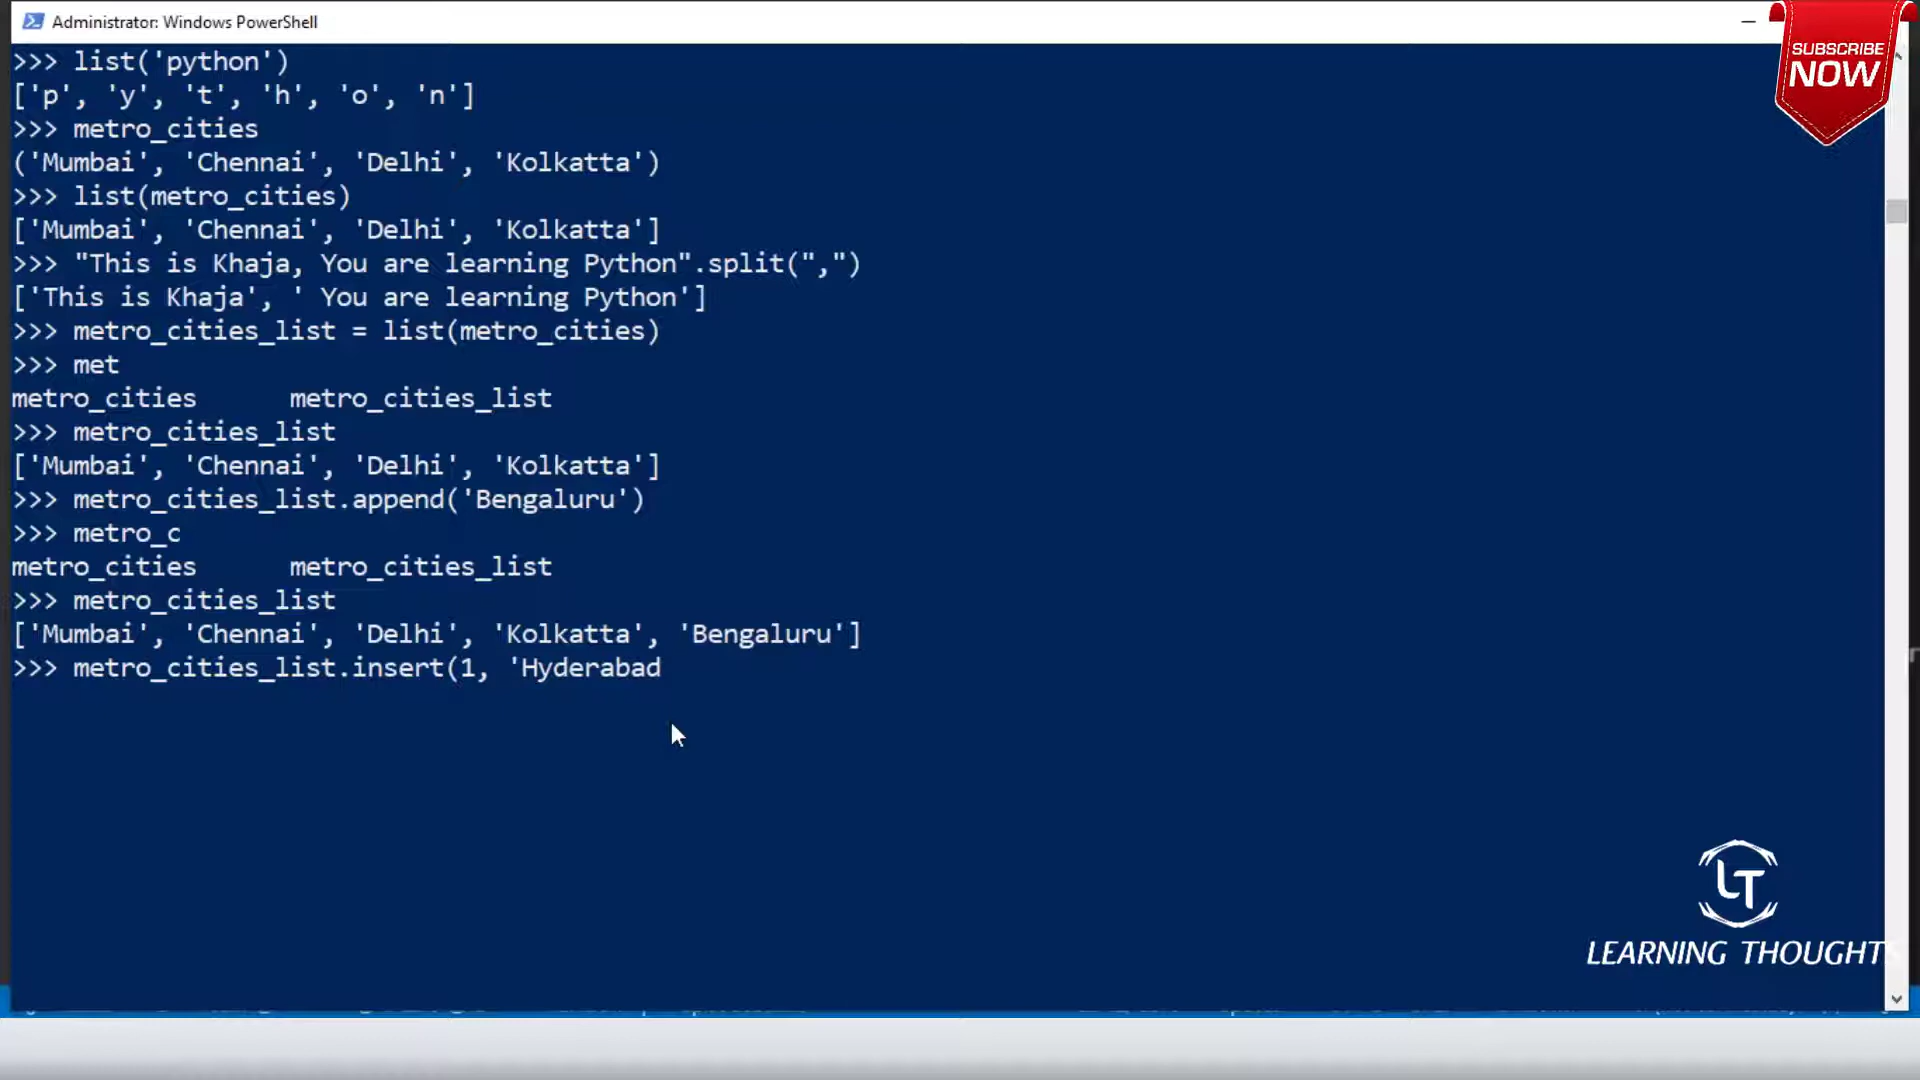 Administrator: Windows PowerShell
SUBSCRIBE
NOW
>>> list('python')
['p', 'y', 't', 'h', 'o', 'n']
>>> metro_cities
('Mumbai', 'Chennai', 'Delhi', 'Kolkatta')
>>> list(metro_cities)
['Mumbai', 'Chennai', 'Delhi', 'Kolkatta']
>>> "This is Khaja, You are learning Python".split(",")
['This is Khaja', ' You are learning Python']
>>> metro_cities_list = list(metro_cities)
>>> met
metro_cities      metro_cities_list
>>> metro_cities_list
['Mumbai', 'Chennai', 'Delhi', 'Kolkatta']
>>> metro_cities_list.append('Bengaluru')
>>> metro_c
metro_cities      metro_cities_list
>>> metro_cities_list
['Mumbai', 'Chennai', 'Delhi', 'Kolkatta', 'Bengaluru']
>>> metro_cities_list.insert(1, 'Hyderabad
LT
LEARNING THOUGHTS